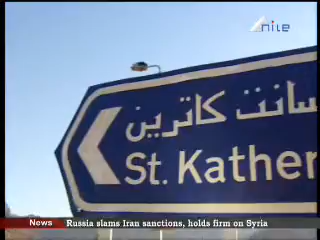 nile
سانت كاترين
St. Kather
News Russia slams Iran sanctions, holds firm on Syria